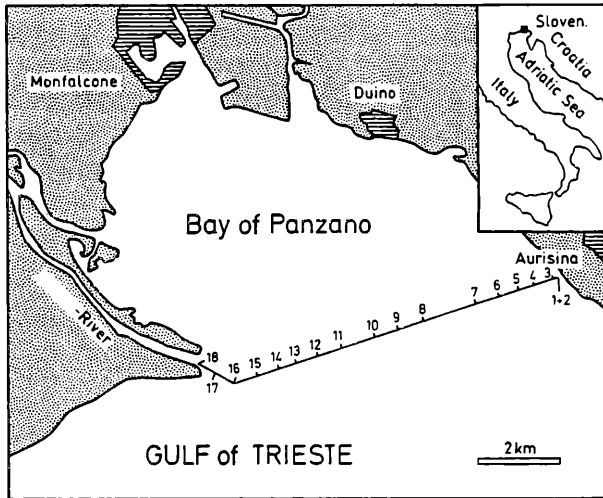 Sloven.
Croatia
Adriatic Sea
Italy
Monfalcone
Duino
Bay of Panzano
Aurisina
-River
1+2
3
4
5
6
7
8
9
10
11
12
13
14
15
16
17
18
GULF of TRIESTE
2km